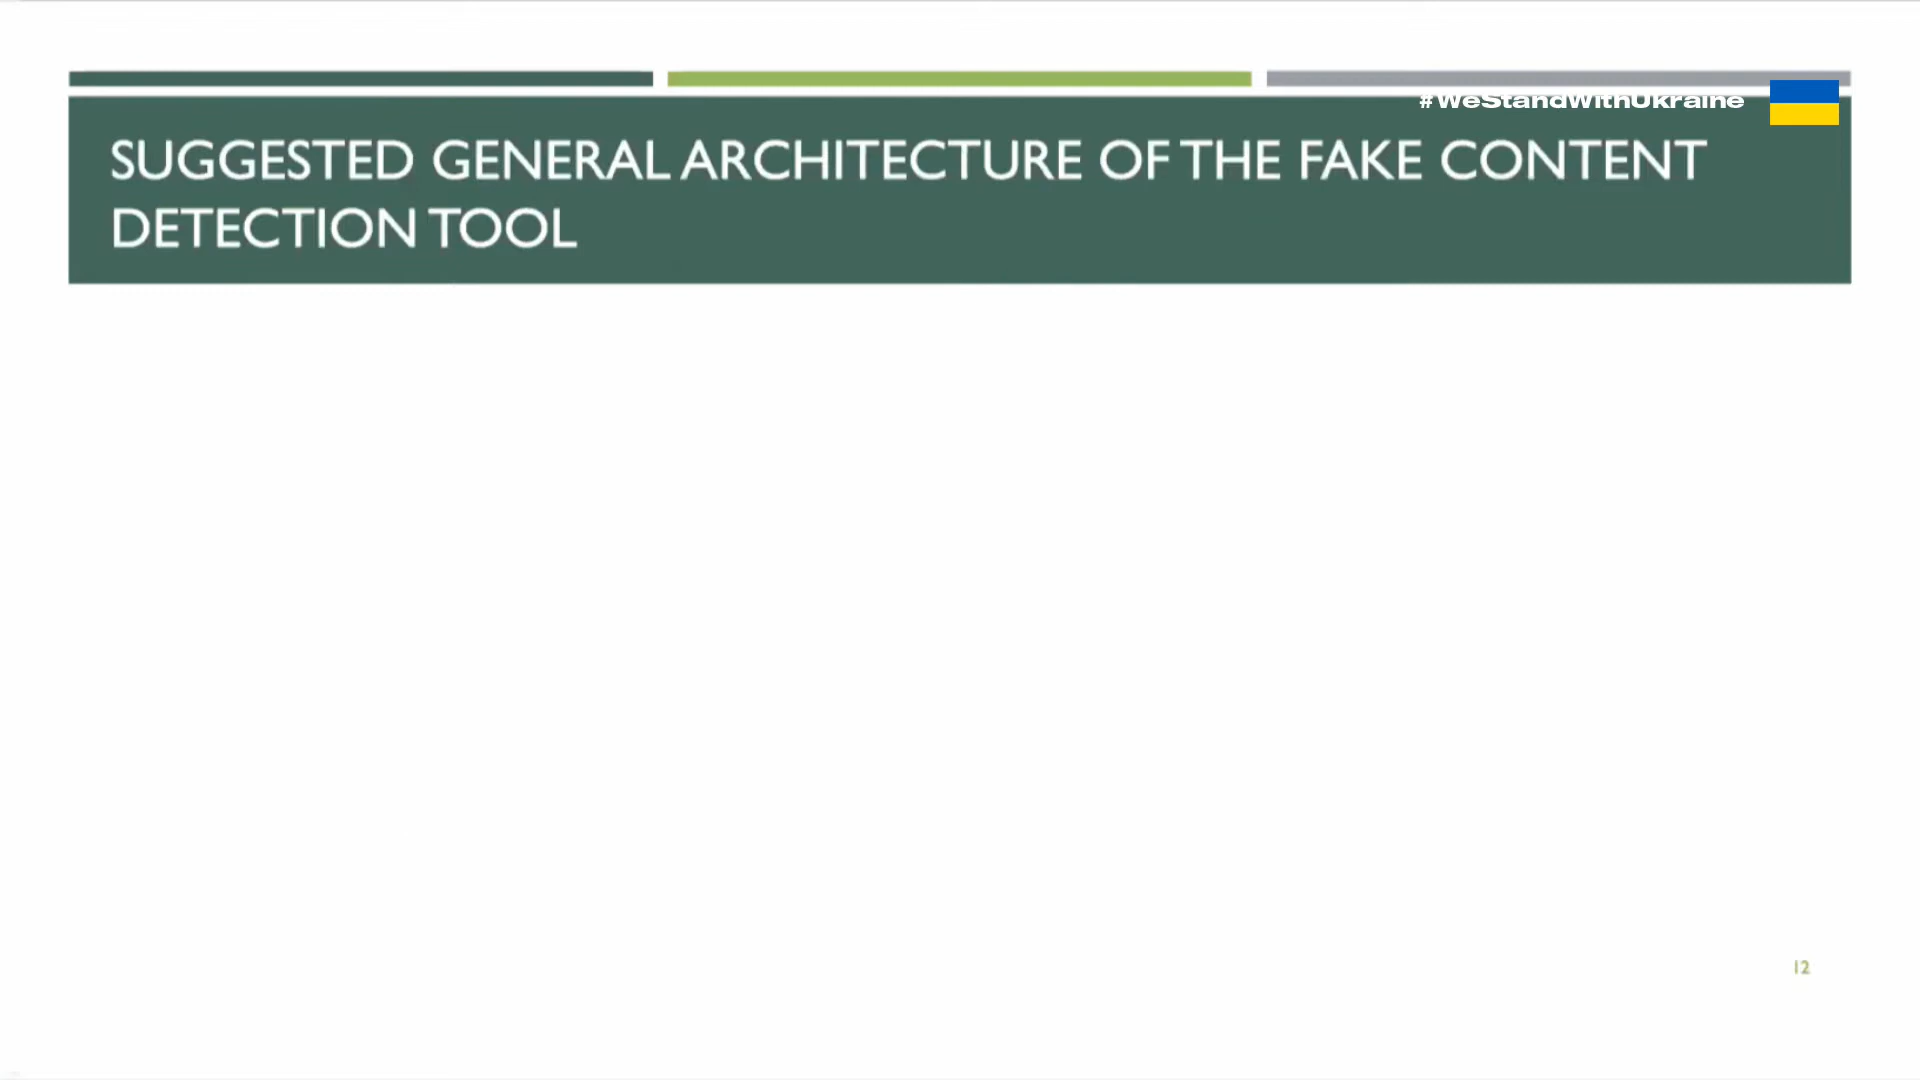 #WeStandWithUkraine
SUGGESTED GENERAL ARCHITECTURE OF THE FAKE CONTENT
DETECTION TOOL
12